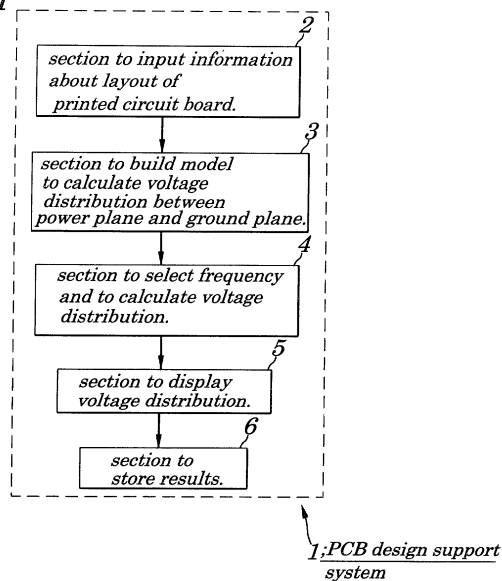 2
section to input information
about layout of
printed circuit board.
3
section to build model
to calculate voltage
distribution between
power plane and ground plane.
4
section to select frequency
and to calculate voltage
distribution.
5
section to display
voltage distribution.
6
section to
store results.
1;PCB design support
system